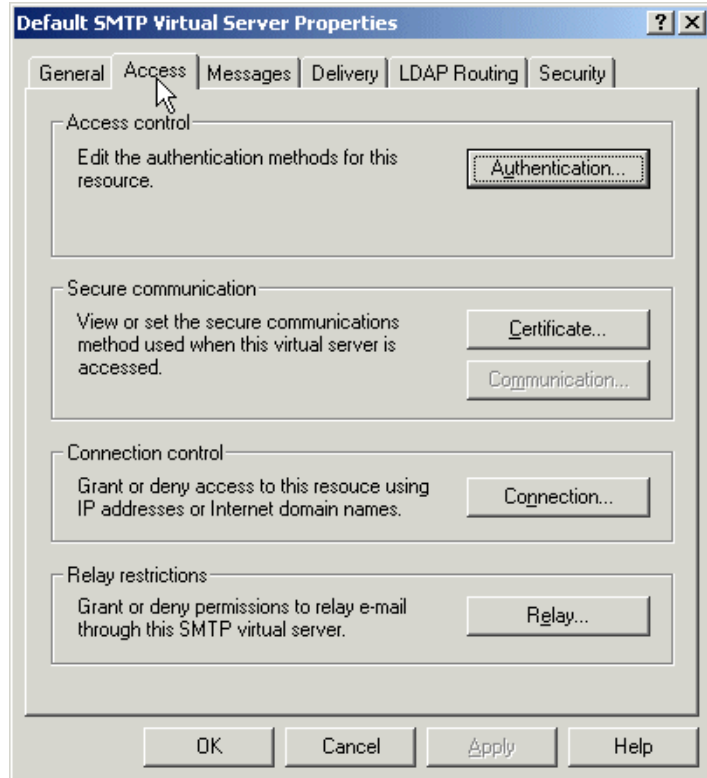 Default SMTP Virtual Server Properties
General Access Messages Delivery LDAP Routing Security
Access control
Edit the authentication methods for this
resource.
Authentication...
Secure communication
View or set the secure communications
method used when this virtual server is
accessed.
Certificate...
Communication...
Connection control
Grant or deny access to this resouce using
IP addresses or Internet domain names.
Connection...
Relay restrictions
Grant or deny permissions to relay e-mail
through this SMTP virtual server.
Relay...
OK Cancel Apply Help